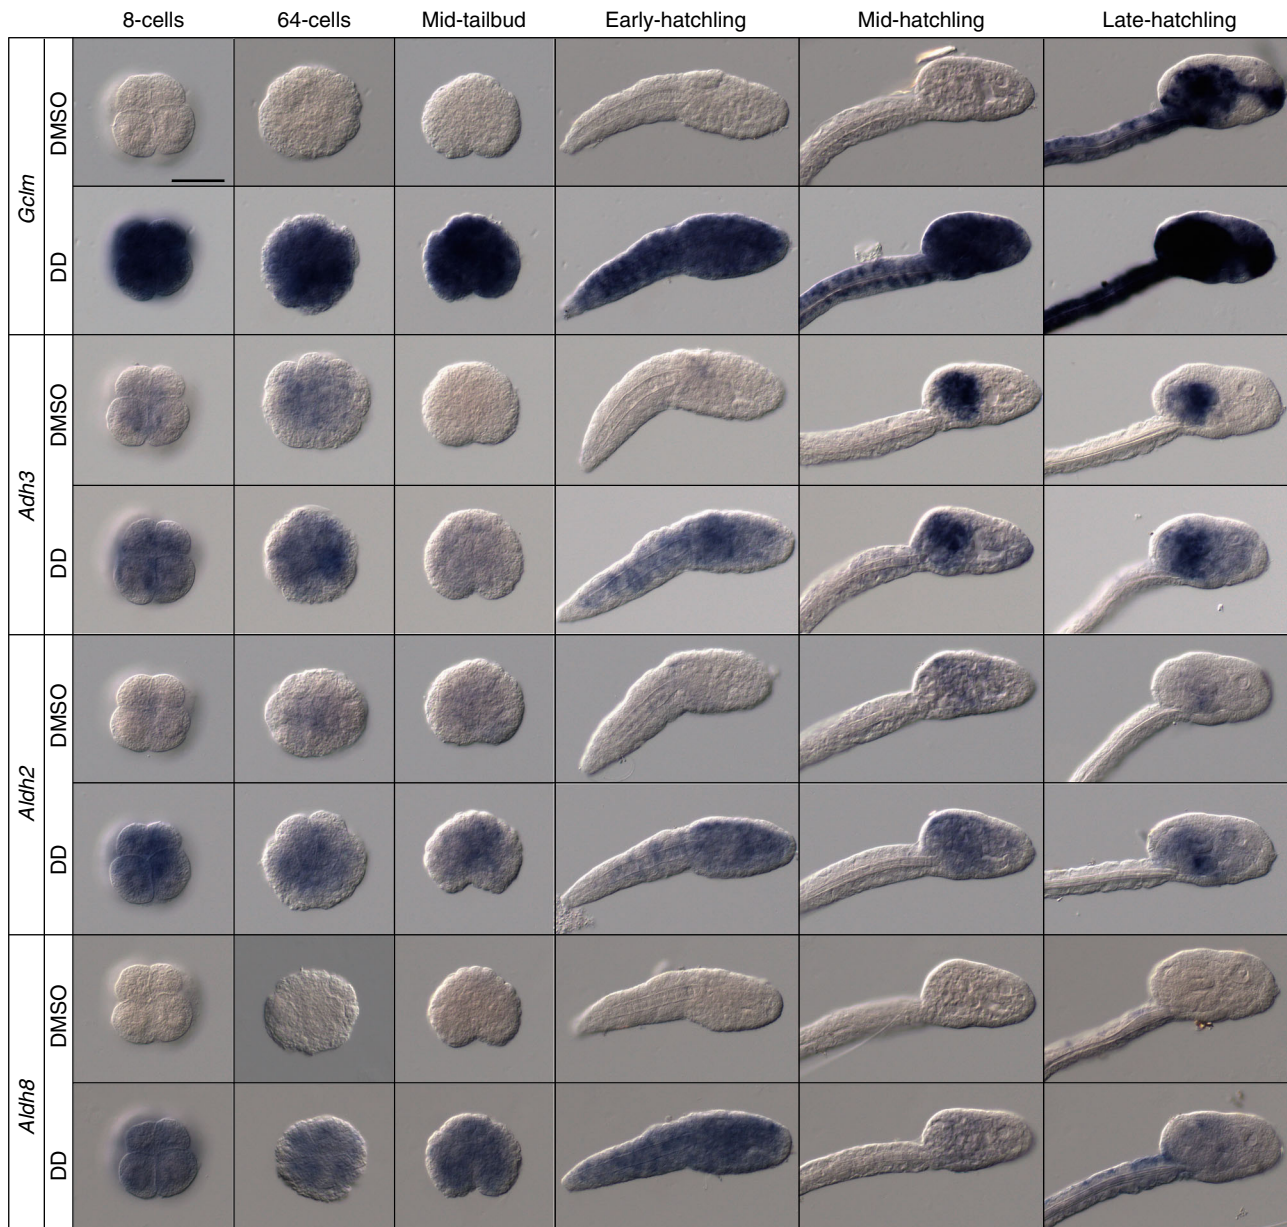 8-cells 64-cells Mid-tailbud Early-hatchling Mid-hatchling Late-hatchling
Gclm
DMSO
DD
Adh3
DMSO
DD
Aldh2
DMSO
DD
Aldh8
DMSO
DD